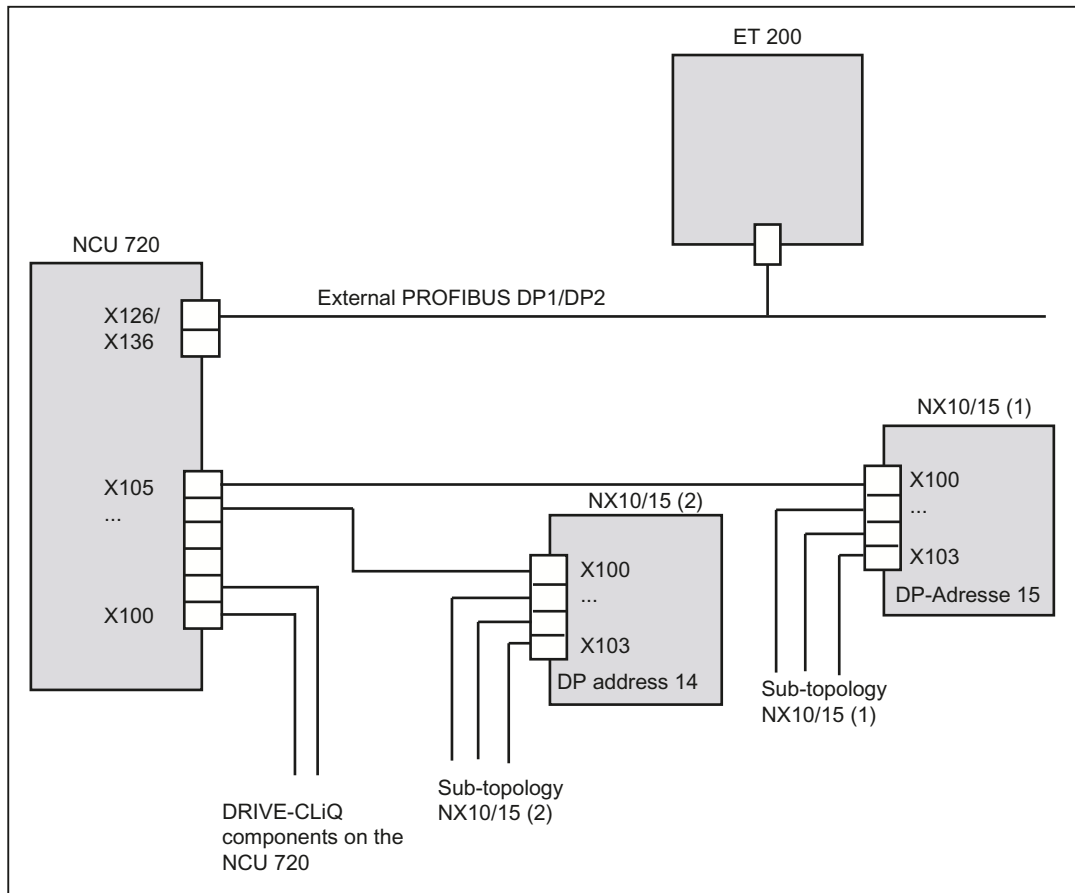 ET 200
NCU 720
X126/
X136
External PROFIBUS DP1/DP2
NX10/15 (1)
X105
...
X100
NX10/15 (2)
X100
...
X103
DP address 14
X100
...
X103
DP-Adresse 15
Sub-topology
NX10/15 (1)
Sub-topology
NX10/15 (2)
DRIVE-CLiQ
components on the
NCU 720